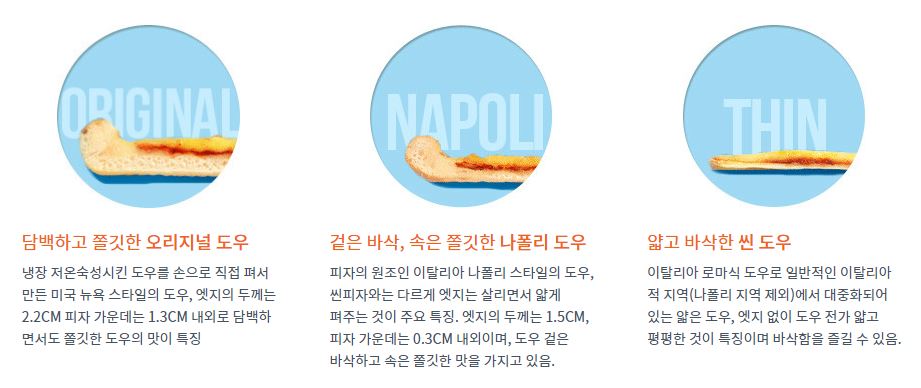 ORIGINAL
담백하고 쫄깃한 오리지널 도우
냉장 저온숙성시킨 도우를 손으로 직접 펴서
만든 미국 뉴욕 스타일의 도우, 엣지의 두께는
2.2CM 피자 가운데는 1.3CM 내외로 담백하
면서도 쫄깃한 도우의 맛이 특징
NAPOLI
겉은 바삭, 속은 쫄깃한 나폴리 도우
피자의 원조인 이탈리아 나폴리 스타일의 도우,
씬피자와는 다르게 엣지는 살리면서 얇게
펴주는 것이 주요 특징. 엣지의 두께는 1.5CM,
피자 가운데는 0.3CM 내외이며, 도우 겉은
바삭하고 속은 쫄깃한 맛을 가지고 있음.
THIN
얇고 바삭한 씬 도우
이탈리아 로마식 도우로 일반적인 이탈리아
적 지역(나폴리 지역 제외)에서 대중화되어
있는 얇은 도우, 엣지 없이 도우 전가 얇고
평평한 것이 특징이며 바삭함을 즐길 수 있음.